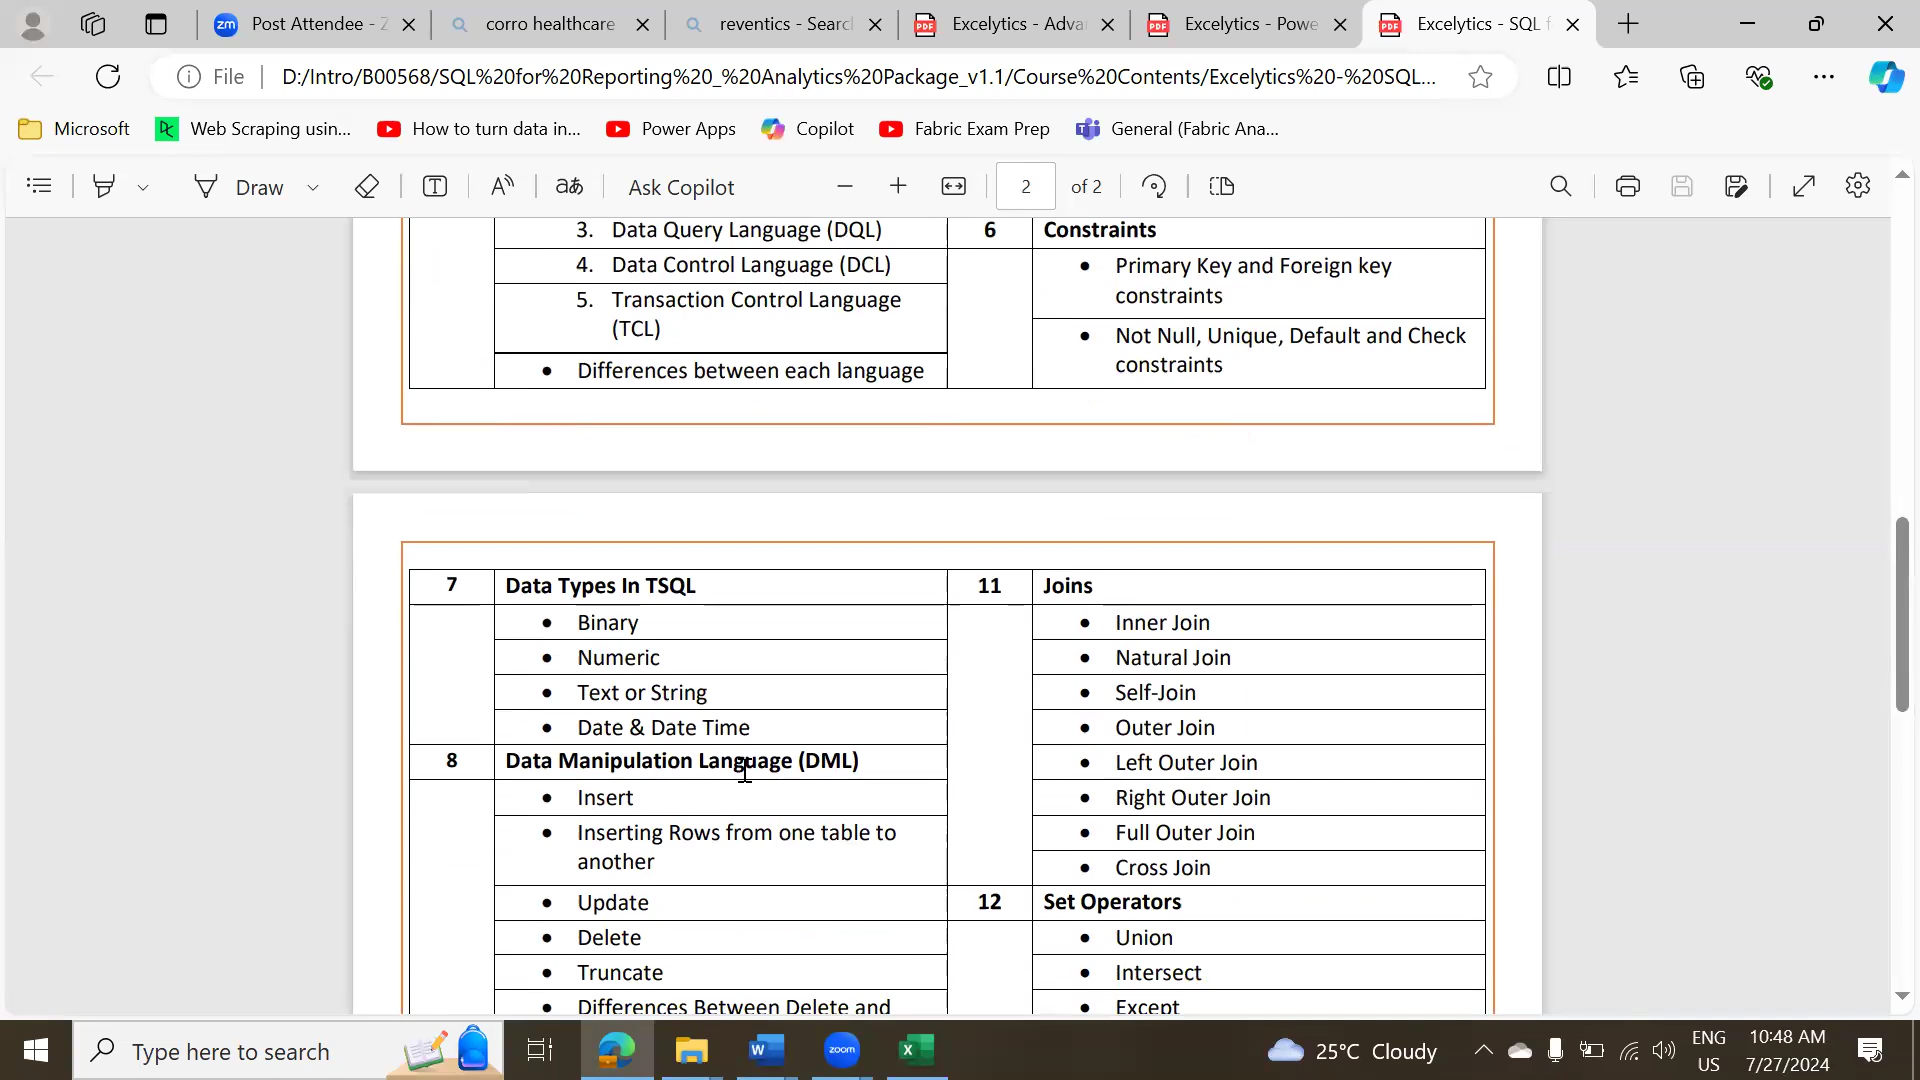 zm
Post Attendee - Z
corro healthcare
reventics - Searc
PDF
Excelytics - Adva
PDF
Excelytics - Powe
PDF
Excelytics - SQL f
File
D:/Intro/B00568/SQL%20for%20Reporting%20_%20Analytics%20Package_v1.1/Course%20Contents/Excelytics%20-%20SQL...
Microsoft
Web Scraping usin...
How to turn data in...
Power Apps
Copilot
Fabric Exam Prep
General (Fabric Ana...
Draw
Ask Copilot
2
of 2
3. Data Query Language (DQL)
4. Data Control Language (DCL)
5. Transaction Control Language
(TCL)
• Differences between each language
6
Constraints
• Primary Key and Foreign key
constraints
• Not Null, Unique, Default and Check
constraints
7
Data Types In TSQL
• Binary
• Numeric
• Text or String
• Date & Date Time
8
Data Manipulation Language (DML)
• Insert
• Inserting Rows from one table to
another
• Update
• Delete
• Truncate
• Differences Between Delete and
11
Joins
• Inner Join
• Natural Join
• Self-Join
• Outer Join
• Left Outer Join
• Right Outer Join
• Full Outer Join
• Cross Join
12
Set Operators
• Union
• Intersect
• Except
Type here to search
zoom
25°C Cloudy
ENG
US
10:48 AM
7/27/2024